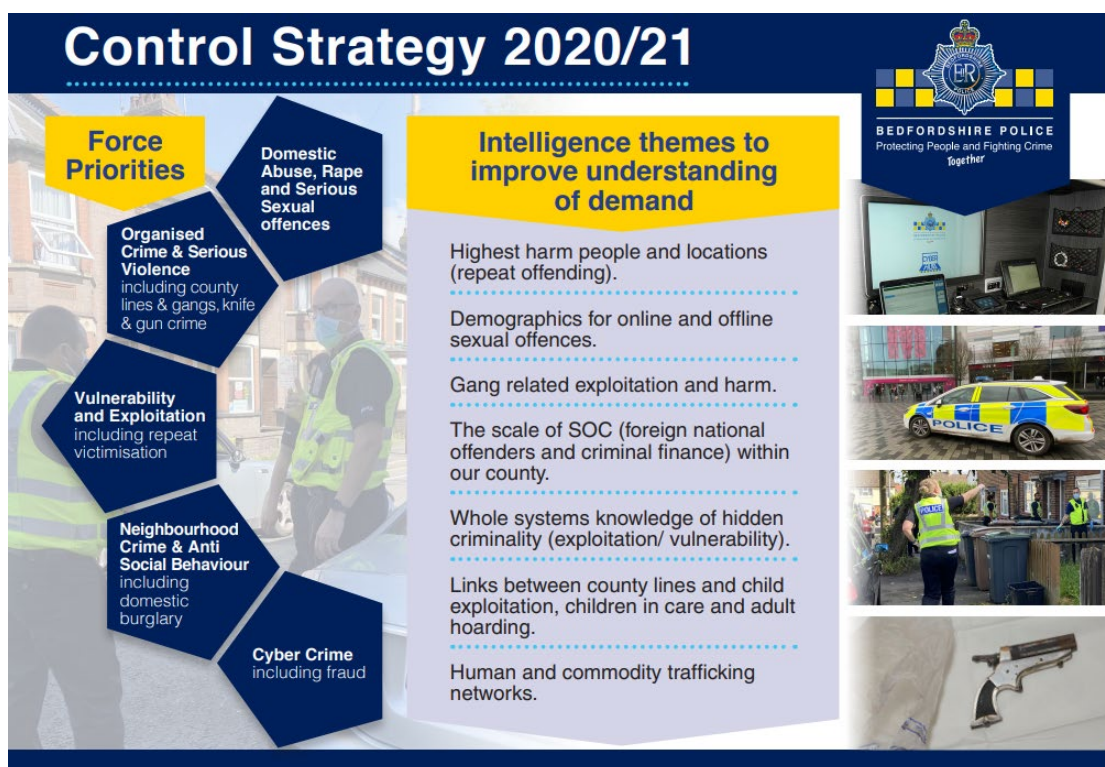 Control Strategy 2020/21
BEDFORDSHIRE POLICE
Protecting People and Fighting Crime
Together
Force
Priorities
Domestic
Abuse, Rape
and Serious
Sexual
offences
Organised
Crime & Serious
Violence
including county
lines & gangs, knife
& gun crime
Vulnerability
and Exploitation
including repeat
victimisation
Neighbourhood
Crime & Anti
Social Behaviour
including
domestic
burglary
Cyber Crime
including fraud
Intelligence themes to
improve understanding
of demand
Highest harm people and locations
(repeat offending).
Demographics for online and offline
sexual offences.
Gang related exploitation and harm.
The scale of SOC (foreign national
offenders and criminal finance) within
our county.
Whole systems knowledge of hidden
criminality (exploitation/ vulnerability).
Links between county lines and child
exploitation, children in care and adult
hoarding.
Human and commodity trafficking
networks.
CYBER
POLICE
POLICE